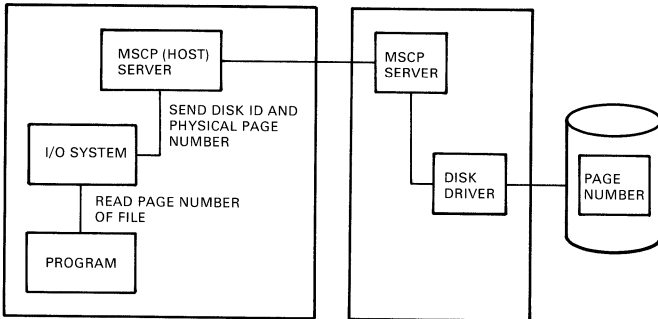 MSCP (HOST)
SERVER
SEND DISK ID AND
PHYSICAL PAGE
NUMBER
I/O SYSTEM
READ PAGE NUMBER
OF FILE
PROGRAM
MSCP
SERVER
DISK
DRIVER
PAGE
NUMBER